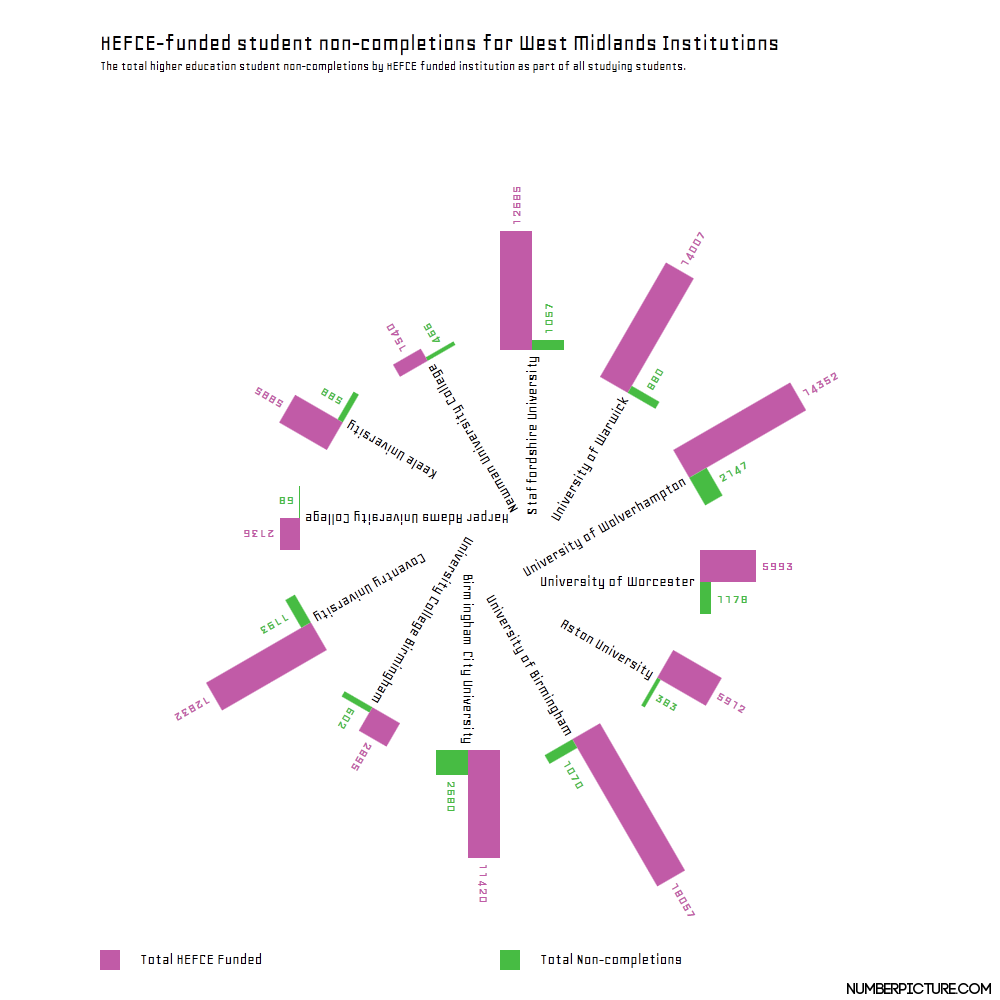 HEFCE-funded student non-completions for West Midlands Institutions
The total higher education student non-completions by HEFCE funded institution as part of all studying students.
12685
1057
Staffordshire University
14007
880
University of Warwick
14352
2147
University of Wolverhampton
5993
1178
University of Worcester
5912
383
Aston University
18057
1070
University of Birmingham
11420
2680
Birmingham City University
2895
602
University College Birmingham
12832
1793
Coventry University
2136
68
Harper Adams University College
5885
588
Keele University
1540
456
Newman University College
Total HEFCE Funded
Total Non-completions
NUMBERPICTURE.COM